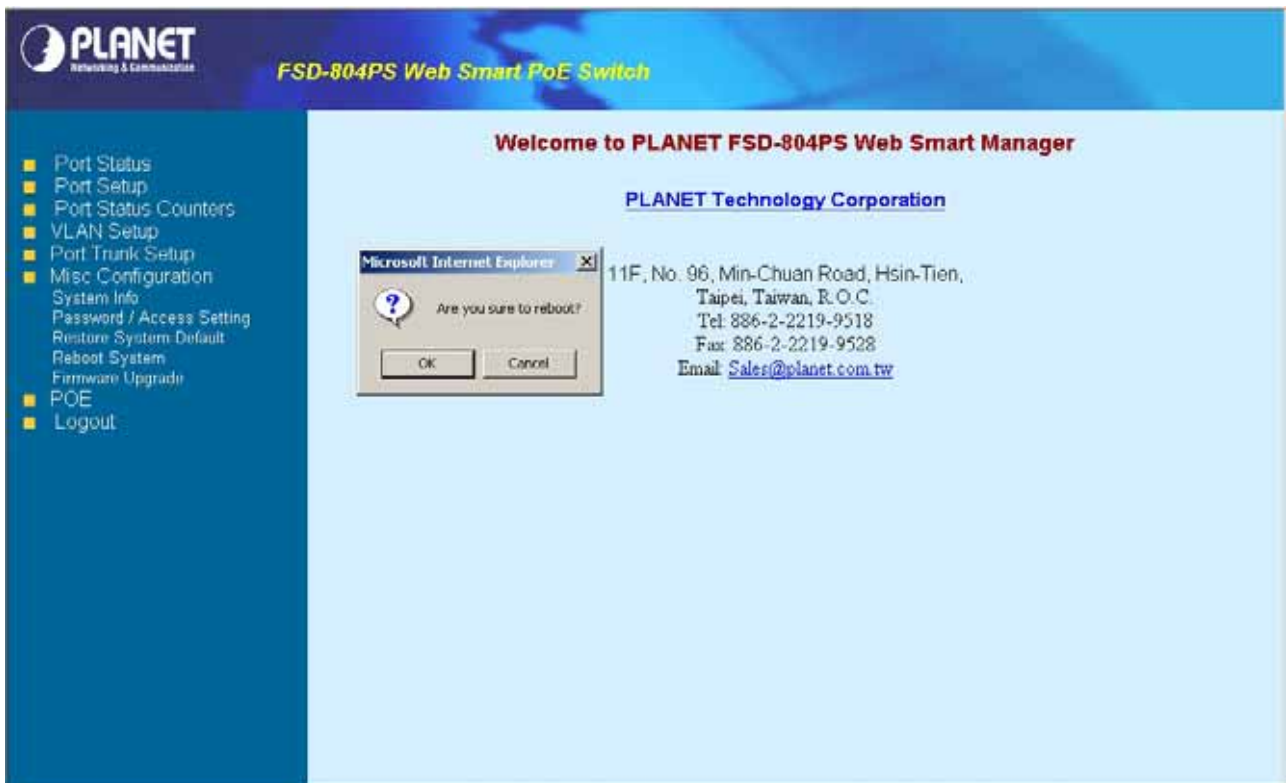 PLANET
Networking & Communication
FSD-804PS Web Smart PoE Switch
Port Status
Port Setup
Port Status Counters
VLAN Setup
Port Trunk Setup
Misc Configuration
System Info
Password / Access Setting
Restore System Default
Reboot System
Firmware Upgrade
POE
Logout
Welcome to PLANET FSD-804PS Web Smart Manager
PLANET Technology Corporation
11F, No. 96, Min-Chuan Road, Hsin-Tien,
Taipei, Taiwan, R.O.C.
Tel: 886-2-2219-9518
Fax: 886-2-2219-9528
Email: Sales@planet.com.tw
Microsoft Internet Explorer
Are you sure to reboot?
OK
Cancel